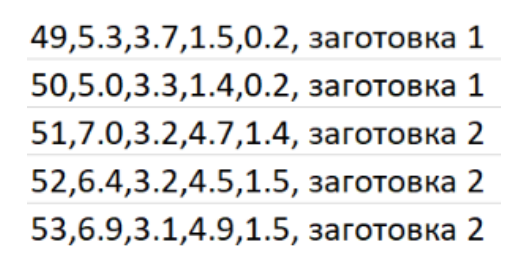 49,5.3,3.7,1.5,0.2, заготовка 1
50,5.0,3.3,1.4,0.2, заготовка 1
51,7.0,3.2,4.7,1.4, заготовка 2
52,6.4,3.2,4.5,1.5, заготовка 2
53,6.9,3.1,4.9,1.5, заготовка 2